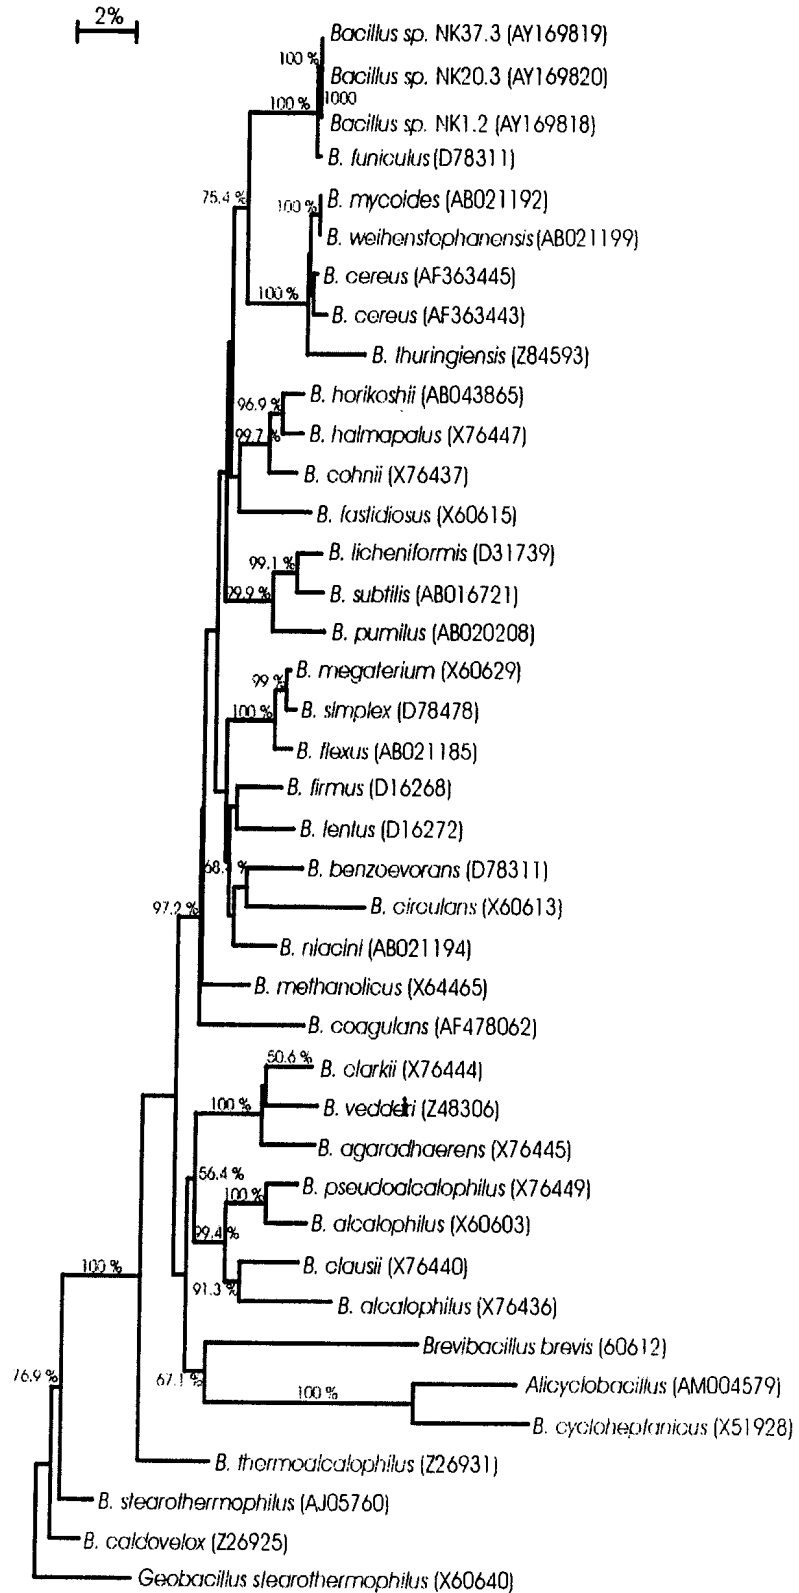 2%
Bacillus sp. NK37.3 (AY169819)
100 %
Bacillus sp. NK20.3 (AY169820)
1000
100 %
Bacillus sp. NK1.2 (AY169818)
B. funiculus (D78311)
75.4 %
100 %
B. mycoides (AB021192)
B. weihenstephanensis (AB021199)
B. cereus (AF363445)
100 %
B. cereus (AF363443)
B. thuringiensis (Z84593)
B. horikoshii (AB043865)
96.9 %
99.7 %
B. halmapalus (X76447)
B. cohnii (X76437)
B. fastidiosus (X60615)
B. licheniformis (D31739)
99.1 %
99.9 %
B. subtilis (AB016721)
B. pumilus (AB020208)
B. megaterium (X60629)
99 %
100 %
B. simplex (D78478)
B. flexus (AB021185)
B. firmus (D16268)
B. lentus (D16272)
B. benzoevorans (D78311)
97.2 %
B. circulans (X60613)
B. niacini (AB021194)
B. methanolicus (X64465)
B. coagulans (AF478062)
50.6 %
B. clarkii (X76444)
100 %
B. vedderi (Z48306)
B. agaradhaerens (X76445)
56.4 %
100 %
B. pseudoalcalophilus (X76449)
B. alcalophilus (X60603)
99.4 %
B. clausii (X76440)
100 %
91.3 %
B. alcalophilus (X76436)
Brevibacillus brevis (60612)
76.9 %
67.1 %
Alicyclobacillus (AM004579)
100 %
B. cycloheptanicus (X51928)
B. thermoalcalophilus (Z26931)
B. stearothermophilus (AJ05760)
B. caldovelox (Z26925)
Geobacillus stearothermophilus (X60640)